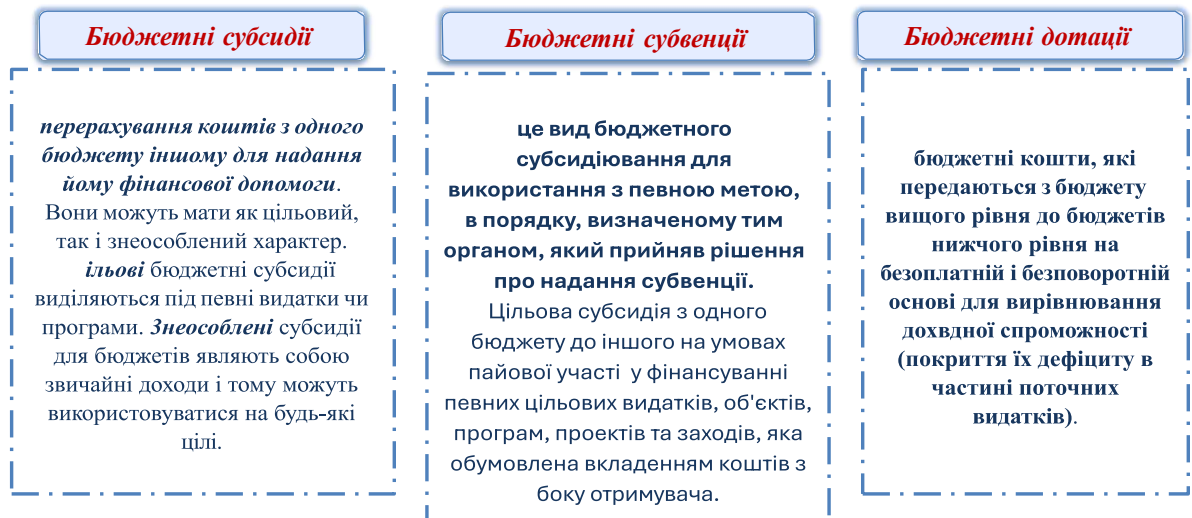 Бюджетні субсидії
перерахування коштів з одного
бюджету іншому для надання
йому фінансової допомоги.
Вони можуть мати як цільовий,
так і знеособлений характер.
ільові бюджетні субсидії
виділяються під певні видатки чи
програми. Знеособлені субсидії
для бюджетів являють собою
звичайні доходи і тому можуть
використовуватися на будь-які
цілі.
Бюджетні субвенції
це вид бюджетного
субсидіювання для
використання з певною метою,
в порядку, визначеному тим
органом, який прийняв рішення
про надання субвенції.
Цільова субсидія з одного
бюджету до іншого на умовах
пайової участі у фінансуванні
певних цільових видатків, об'єктів,
програм, проектів та заходів, яка
обумовлена вкладенням коштів з
боку отримувача.
Бюджетні дотації
бюджетні кошти, які
передаються з бюджету
вищого рівня до бюджетів
нижчого рівня на
безоплатній і безповоротній
основі для вирівнювання
дохвдної спроможності
(покриття їх дефіциту в
частині поточних
видатків).